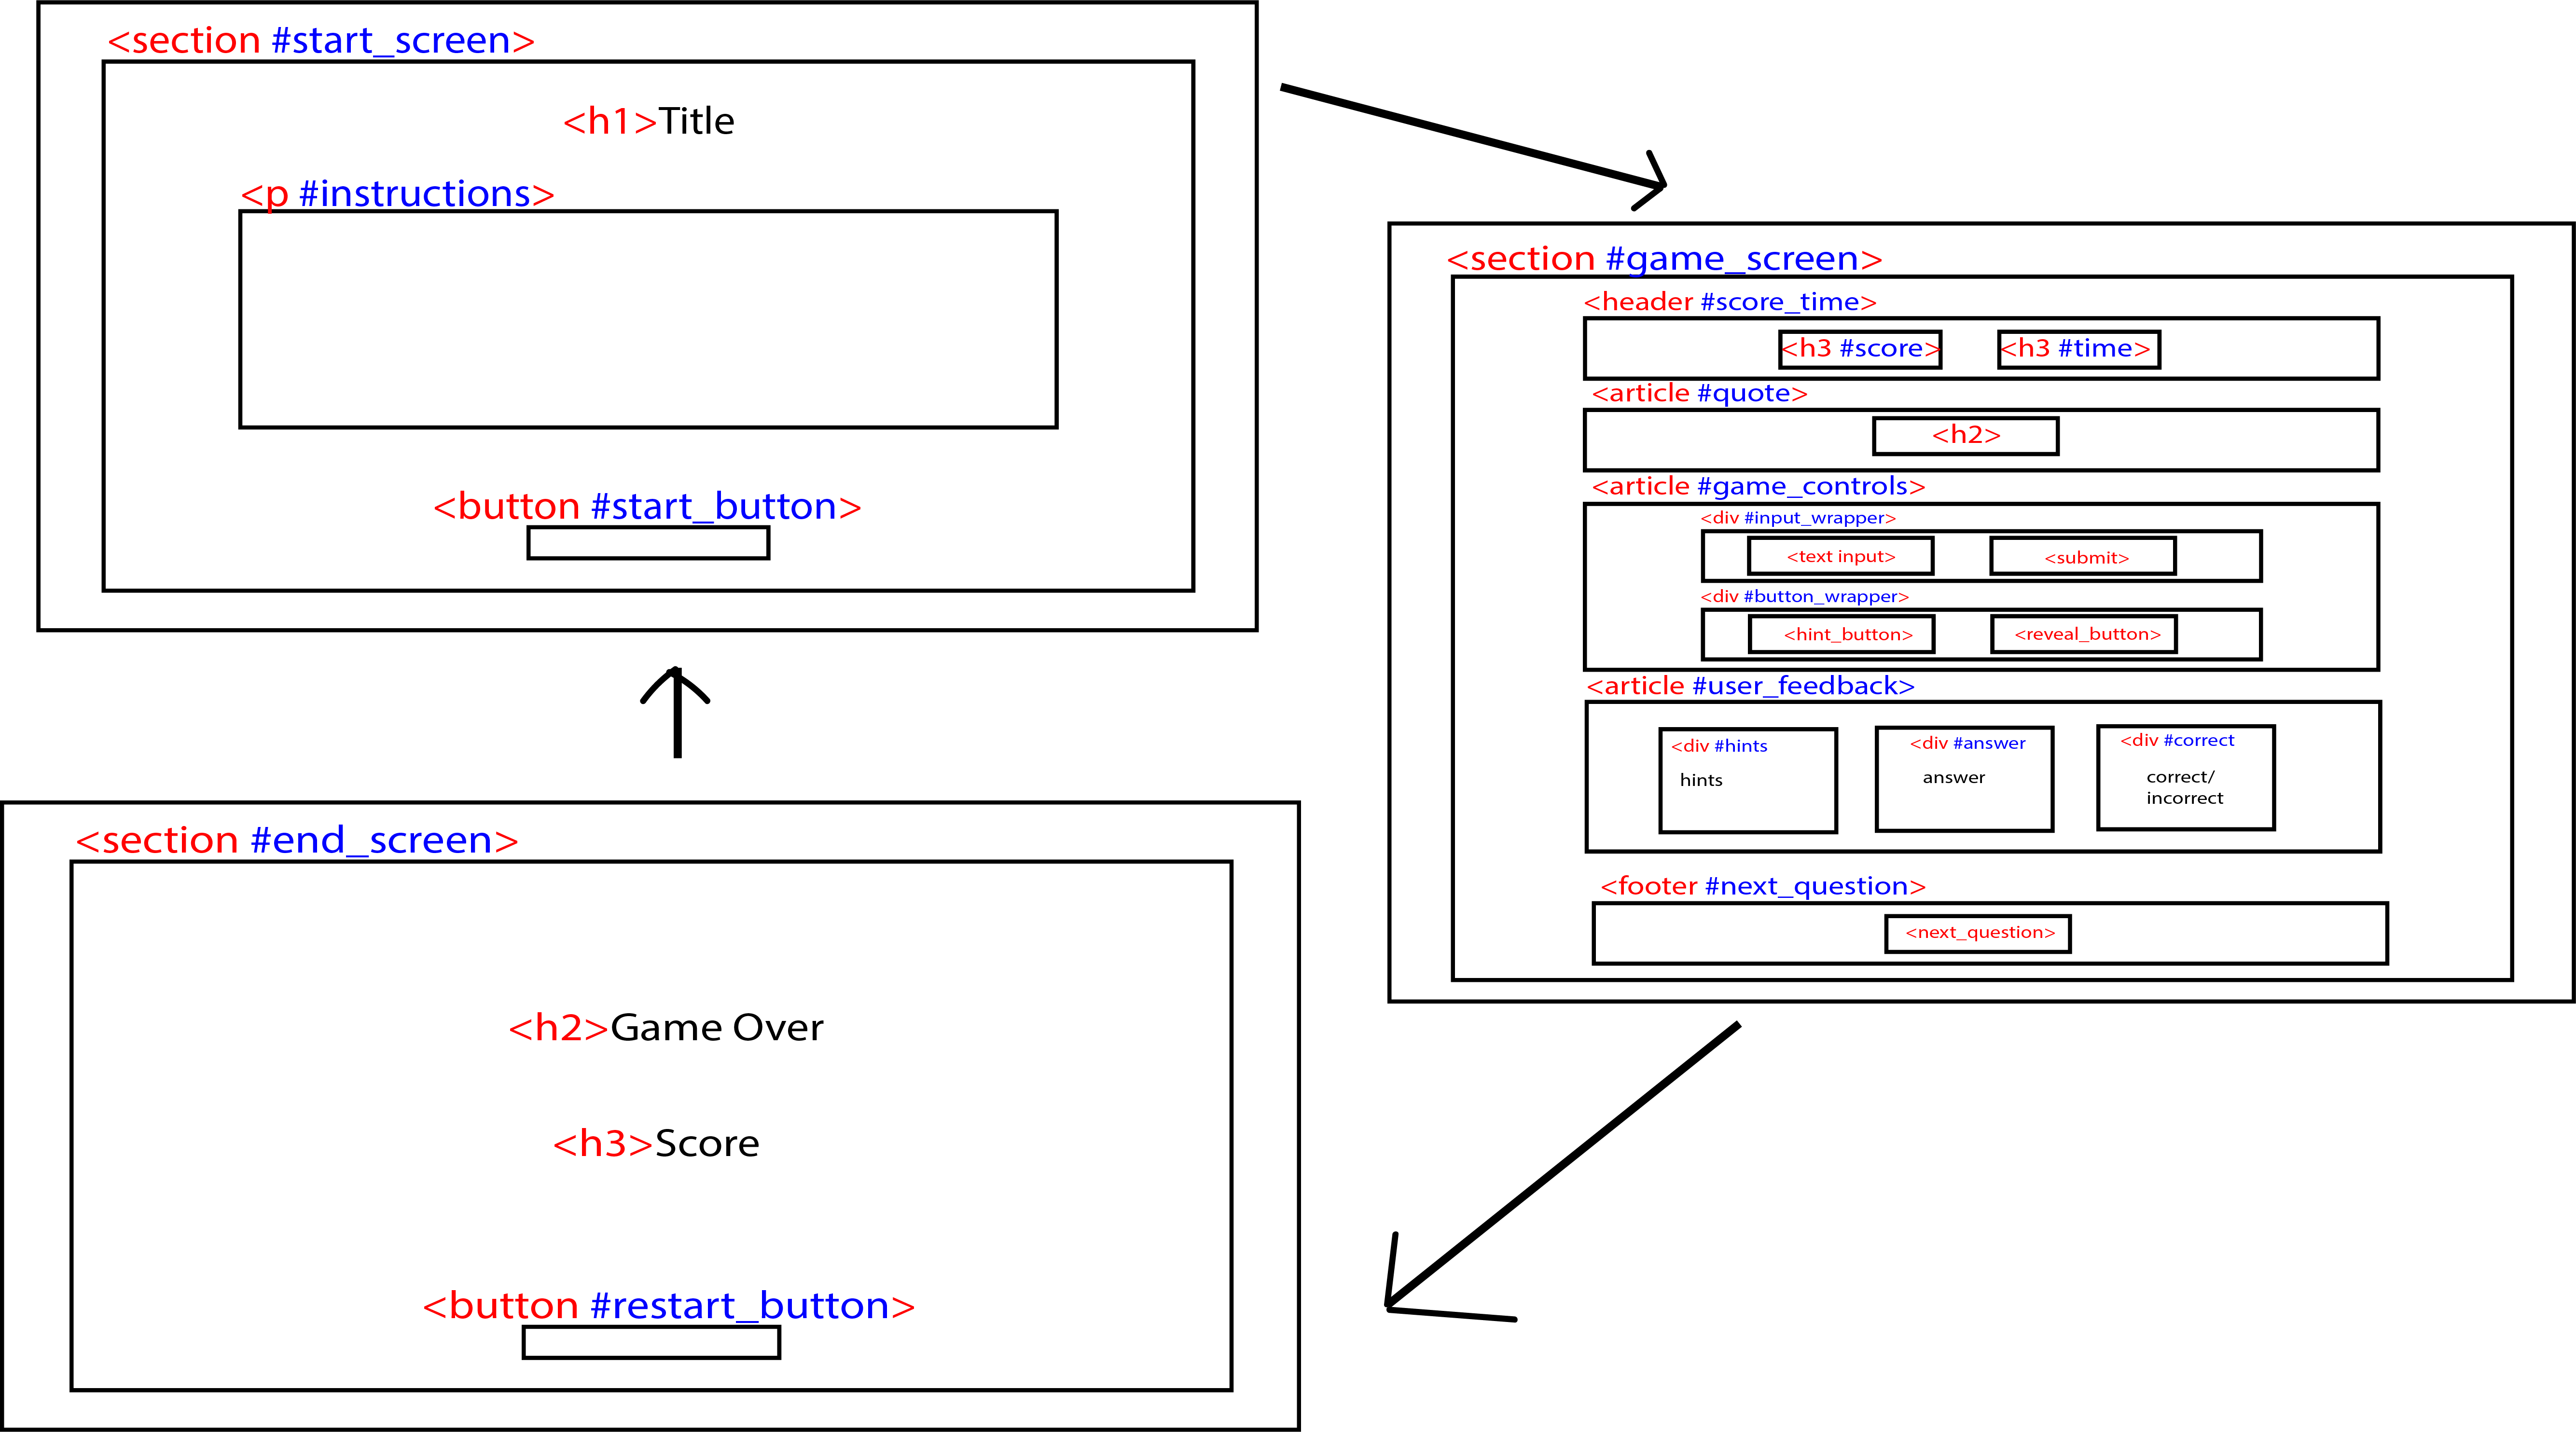 <section #start_screen>
<h1>Title
<p #instructions>
<button #start_button>
<section #game_screen>
<header #score_time>
<h3 #score>
<h3 #time>
<article #quote>
<h2>
<article #game_controls>
<div #input_wrapper>
<text input>
<submit>
<div #button_wrapper>
<hint_button>
<reveal_button>
<article #user_feedback>
<div #hints
hints
<div #answer
answer
<div #correct
correct/
incorrect
<footer #next_question>
<next_question>
<section #end_screen>
<h2>Game Over
<h3>Score
<button #restart_button>